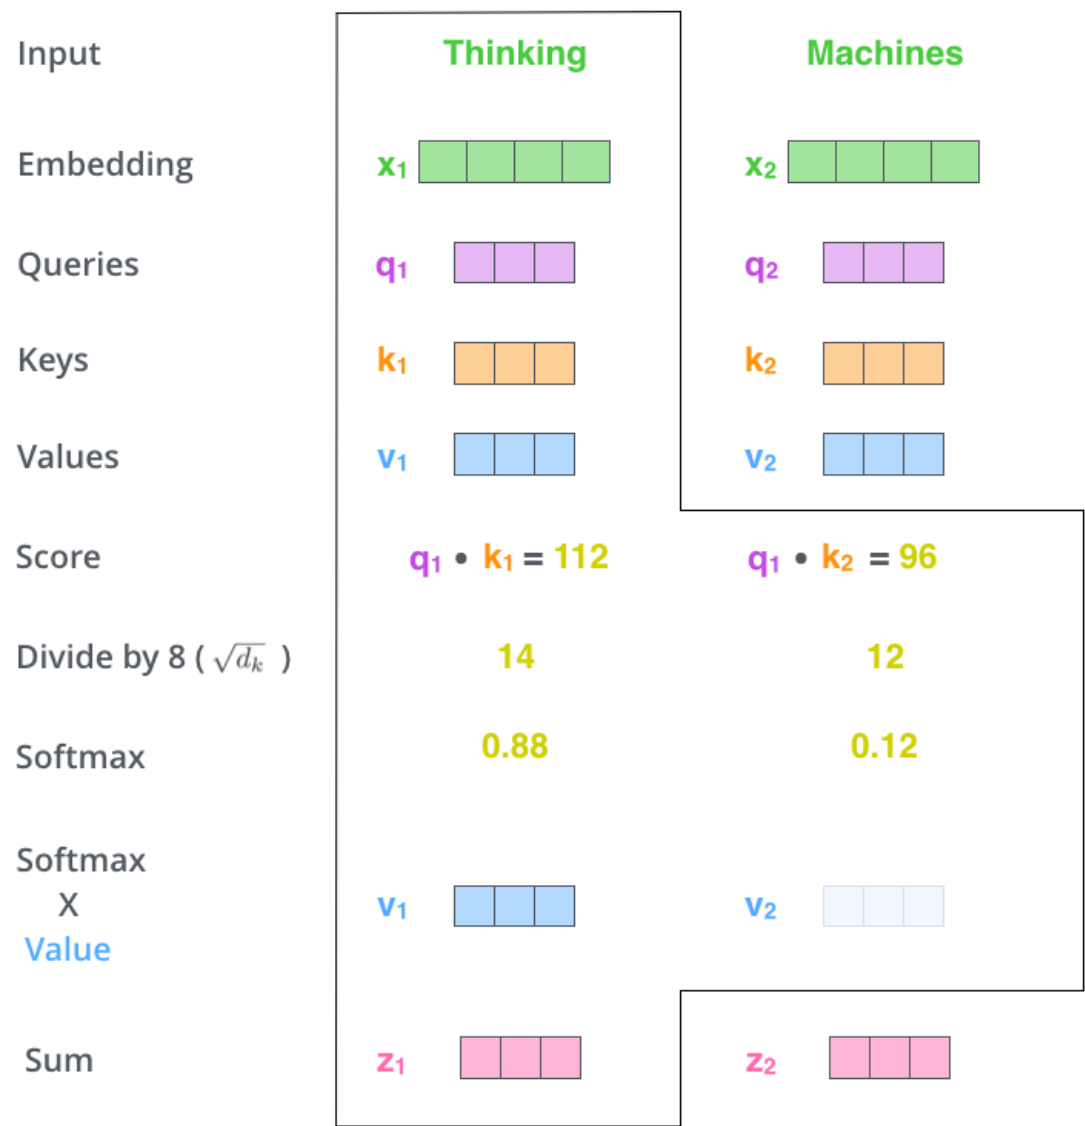 Input Thinking Machines
Embedding x₁ x₂
Queries q₁ q₂
Keys k₁ k₂
Values v₁ v₂
Score q₁ • k₁ = 112 q₁ • k₂ = 96
Divide by 8 ( √dₖ ) 14 12
Softmax 0.88 0.12
Softmax
X v₁ v₂
Value
Sum z₁ z₂